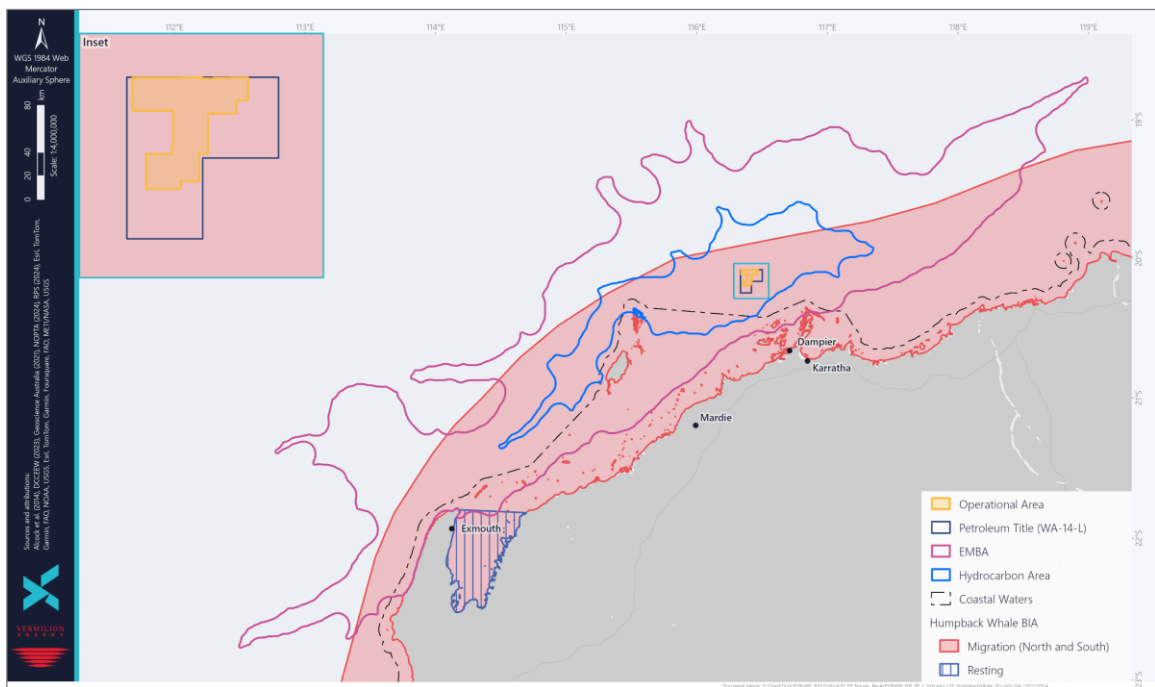 N
WGS 1984 Web
Mercator
Auxiliary Sphere
km
80
40
20
0
Scale: 1:4,000,000
Sources and attributions:
Alcock et al. (2014), DCCEEW (2023), Geoscience Australia (2021), NOPTA (2024), RPS (2024), Esri, TomTom,
Garmin, FAO, NOAA, USGS, Esri, TomTom, Garmin, Foursquare, FAO, METI/NASA, USGS
VERMILION
ENERGY
Inset
112°E
113°E
114°E
115°E
116°E
117°E
118°E
119°E
19°S
20°S
21°S
22°S
23°S
Dampier
Karratha
Mardie
Exmouth
Operational Area
Petroleum Title (WA-14-L)
EMBA
Hydrocarbon Area
Coastal Waters
Humpback Whale BIA
Migration (North and South)
Resting